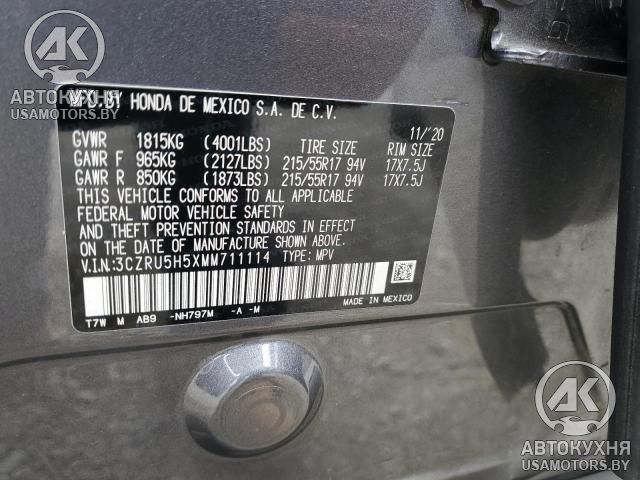 AK
АВТОКУХНЯ
USAMOTORS.BY
MFD.BY HONDA DE MEXICO S.A. DE C.V.
11/'20
GVWR 1815KG (4001LBS) TIRE SIZE RIM SIZE
GAWR F 965KG (2127LBS) 215/55R17 94V 17X7.5J
GAWR R 850KG (1873LBS) 215/55R17 94V 17X7.5J
THIS VEHICLE CONFORMS TO ALL APPLICABLE
FEDERAL MOTOR VEHICLE SAFETY
AND THEFT PREVENTION STANDARDS IN EFFECT
ON THE DATE OF MANUFACTURE SHOWN ABOVE.
V.I.N:3CZRU5H5XMM711114 TYPE: MPV
MADE IN MEXICO
T7W M AB9 -NH797M -A -M
AK
АВТОКУХНЯ
USAMOTORS.BY